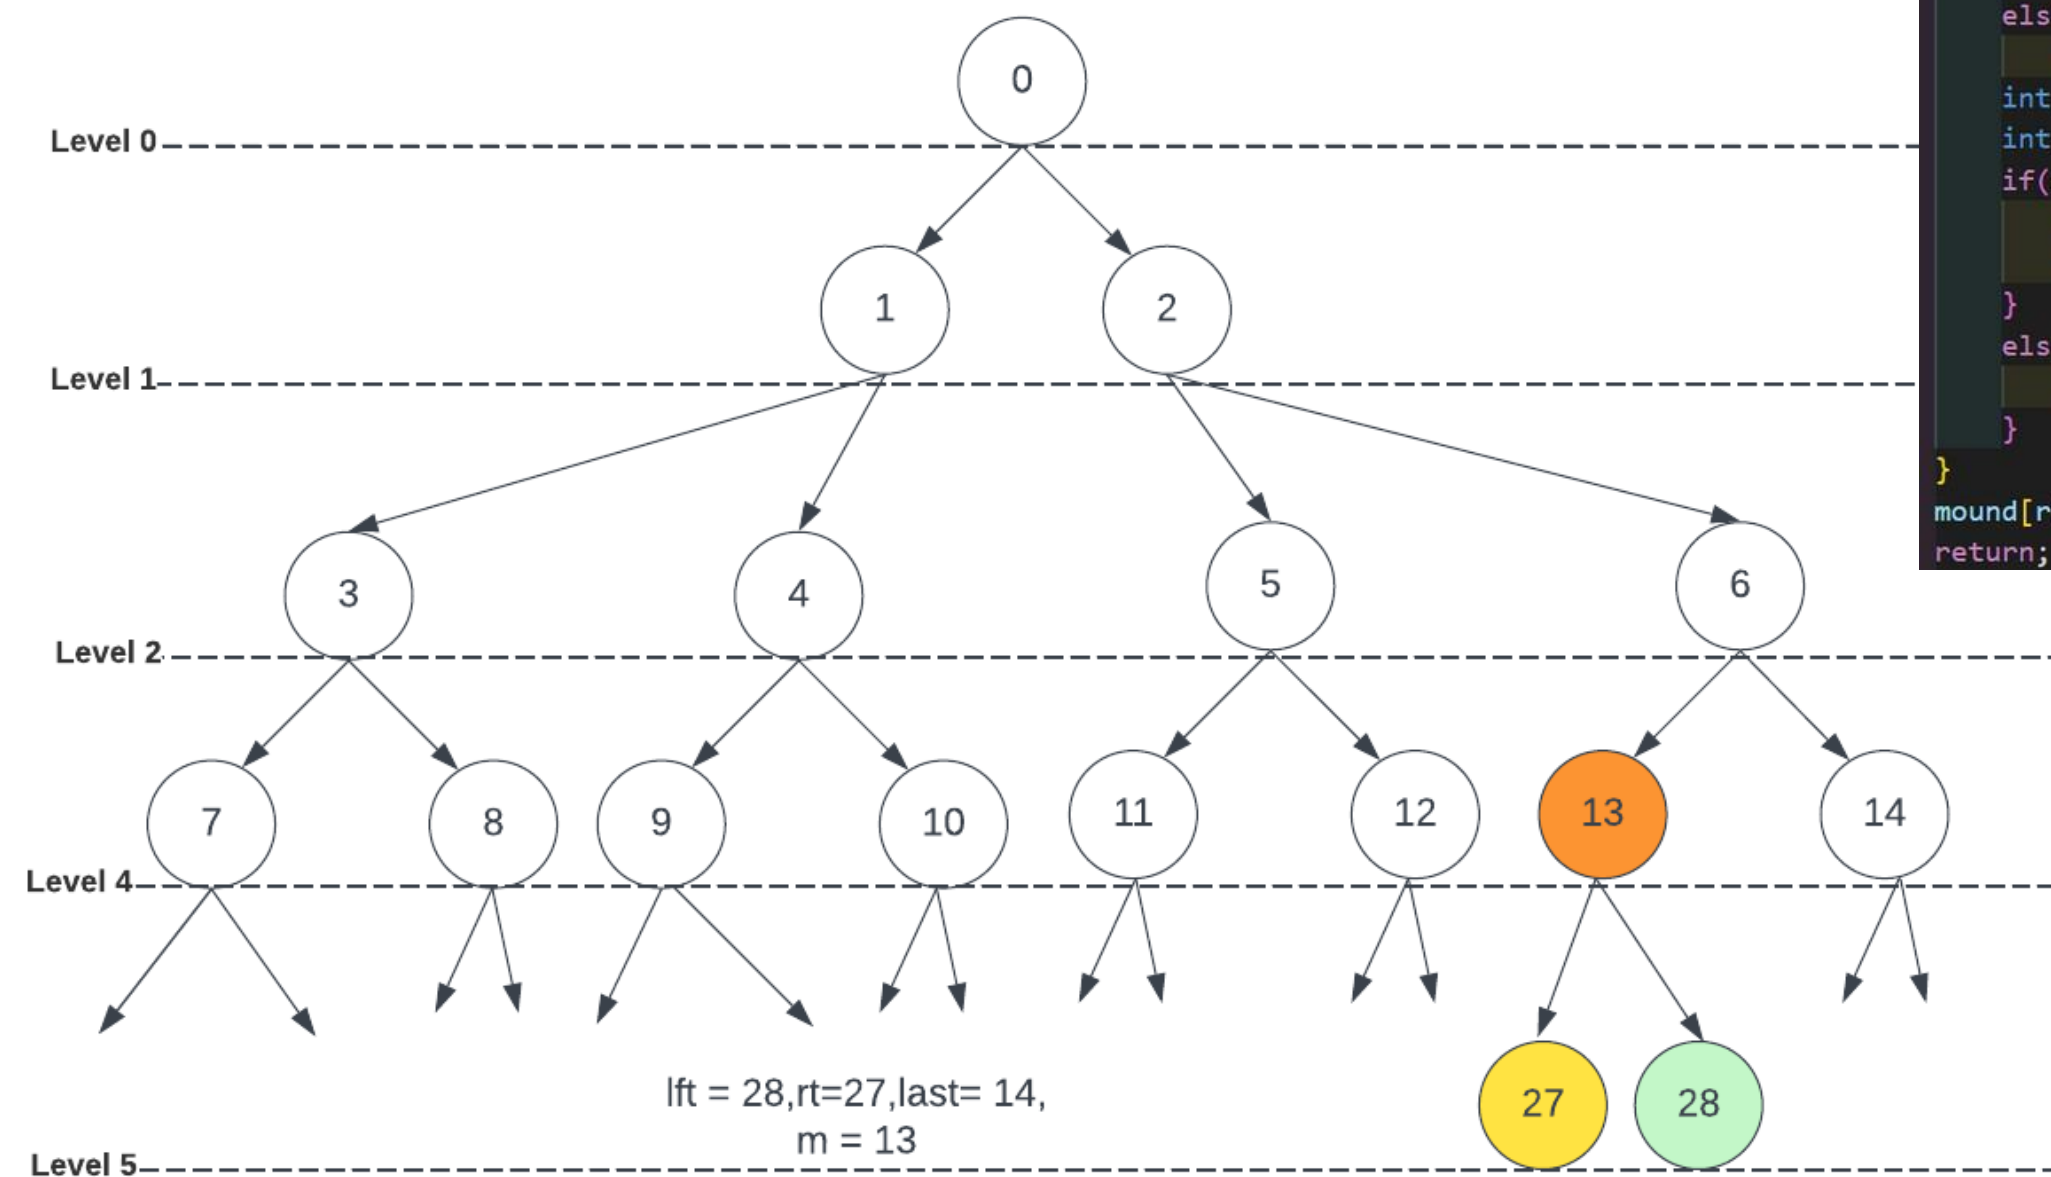 0
Level 0
1
2
Level 1
3
4
5
6
Level 2
7
8
9
10
11
12
13
14
Level 4
lft = 28,rt=27,last= 14,
m = 13
27
28
Level 5
els
int
int
if(
}
els
}
}
mound[r
return;